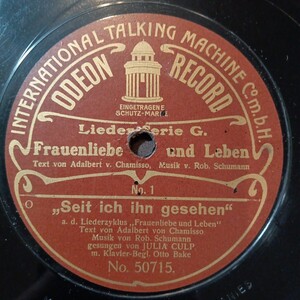 INTERNATIONAL TALKING MACHINE Co.m.b.H.
ODEON RECORD
EINGETRAGENE
SCHUTZ-MARKE
Lieder-Serie G.
Frauenliebe und Leben
Text von Adalbert v. Chamisso, Musik v. Rob. Schumann
No. 1
O
„Seit ich ihn gesehen“
a. d. Liederzyklus „Frauenliebe und Leben“
Text von Adalbert von Chamisso
Musik von Rob. Schumann
gesungen von JULIA CULP.
m. Klavier-Begl. Otto Bake
No. 50715.